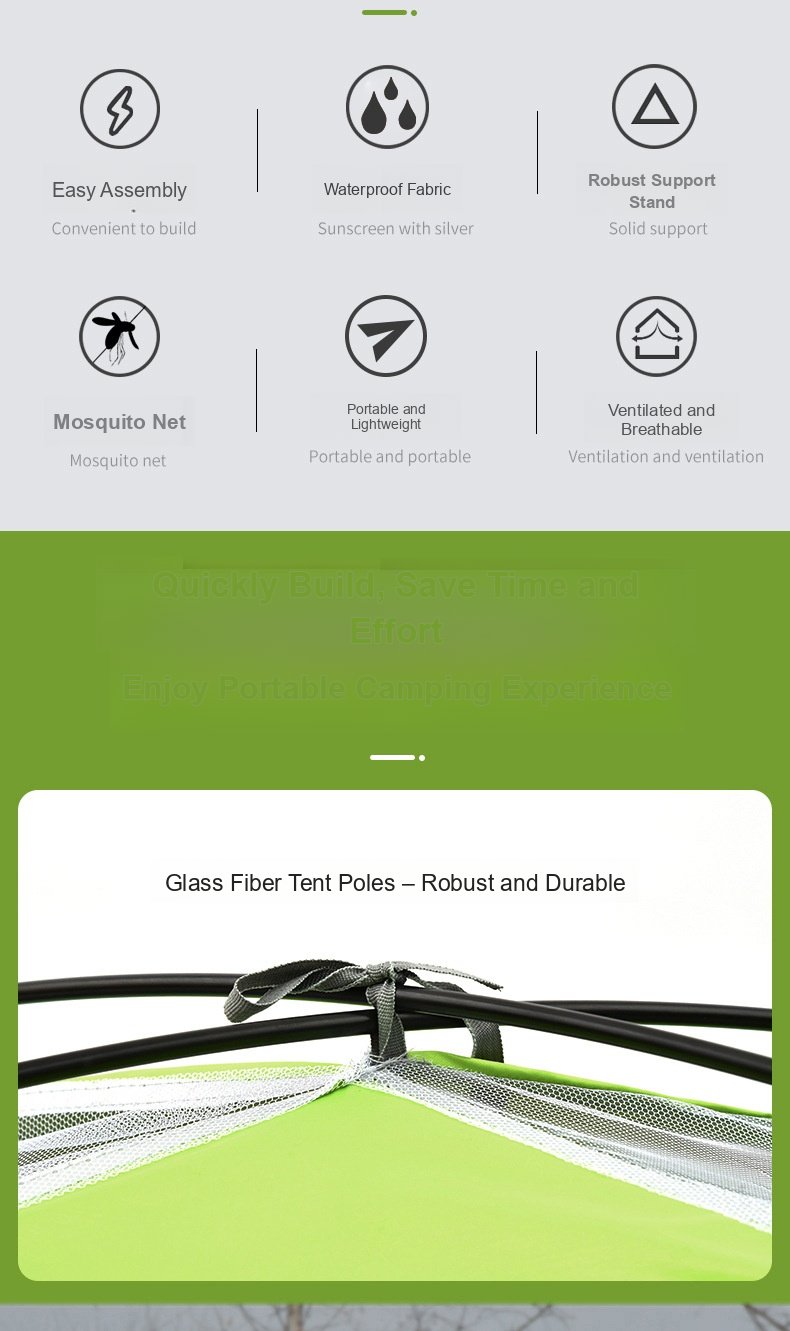 Easy Assembly
Convenient to build
Waterproof Fabric
Sunscreen with silver
Robust Support
Stand
Solid support
Mosquito Net
Mosquito net
Portable and
Lightweight
Portable and portable
Ventilated and
Breathable
Ventilation and ventilation
Quickly Build, Save Time and
Effort
Enjoy Portable Camping Experience
Glass Fiber Tent Poles – Robust and Durable